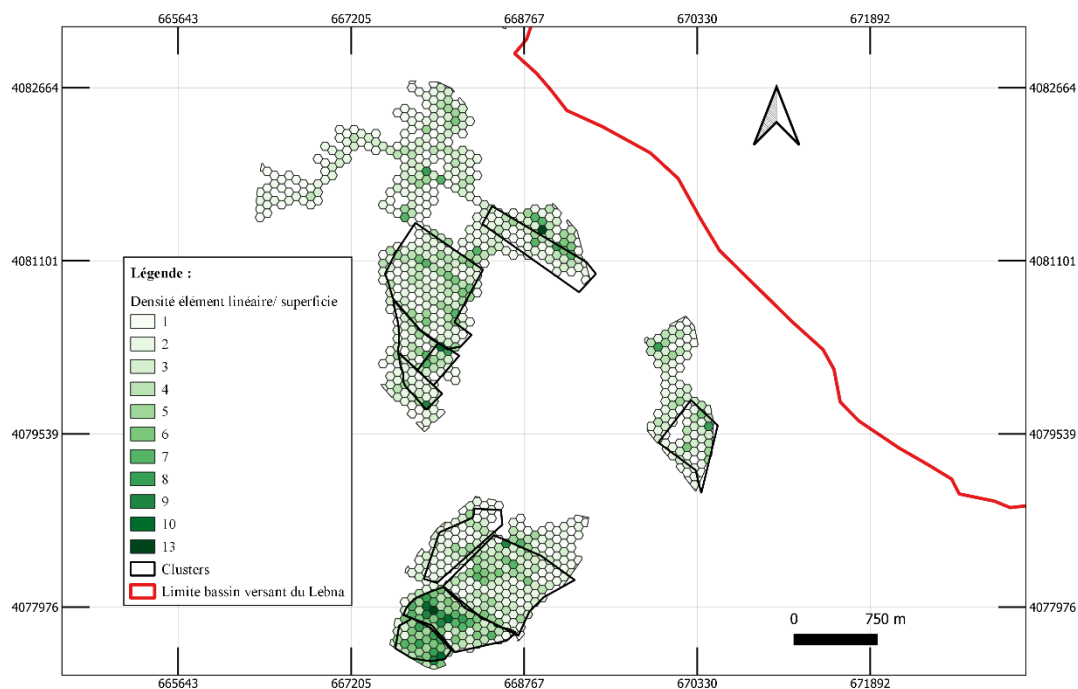 665643 667205 668767 670330 671892
4082664 4082664
4081101 4081101
Légende :
Densité élément linéaire/ superficie
1
2
3
4
5
6
7
8
9
10
13
Clusters
Limite bassin versant du Lebna
4079539 4079539
4077976 4077976
0 750 m
665643 667205 668767 670330 671892